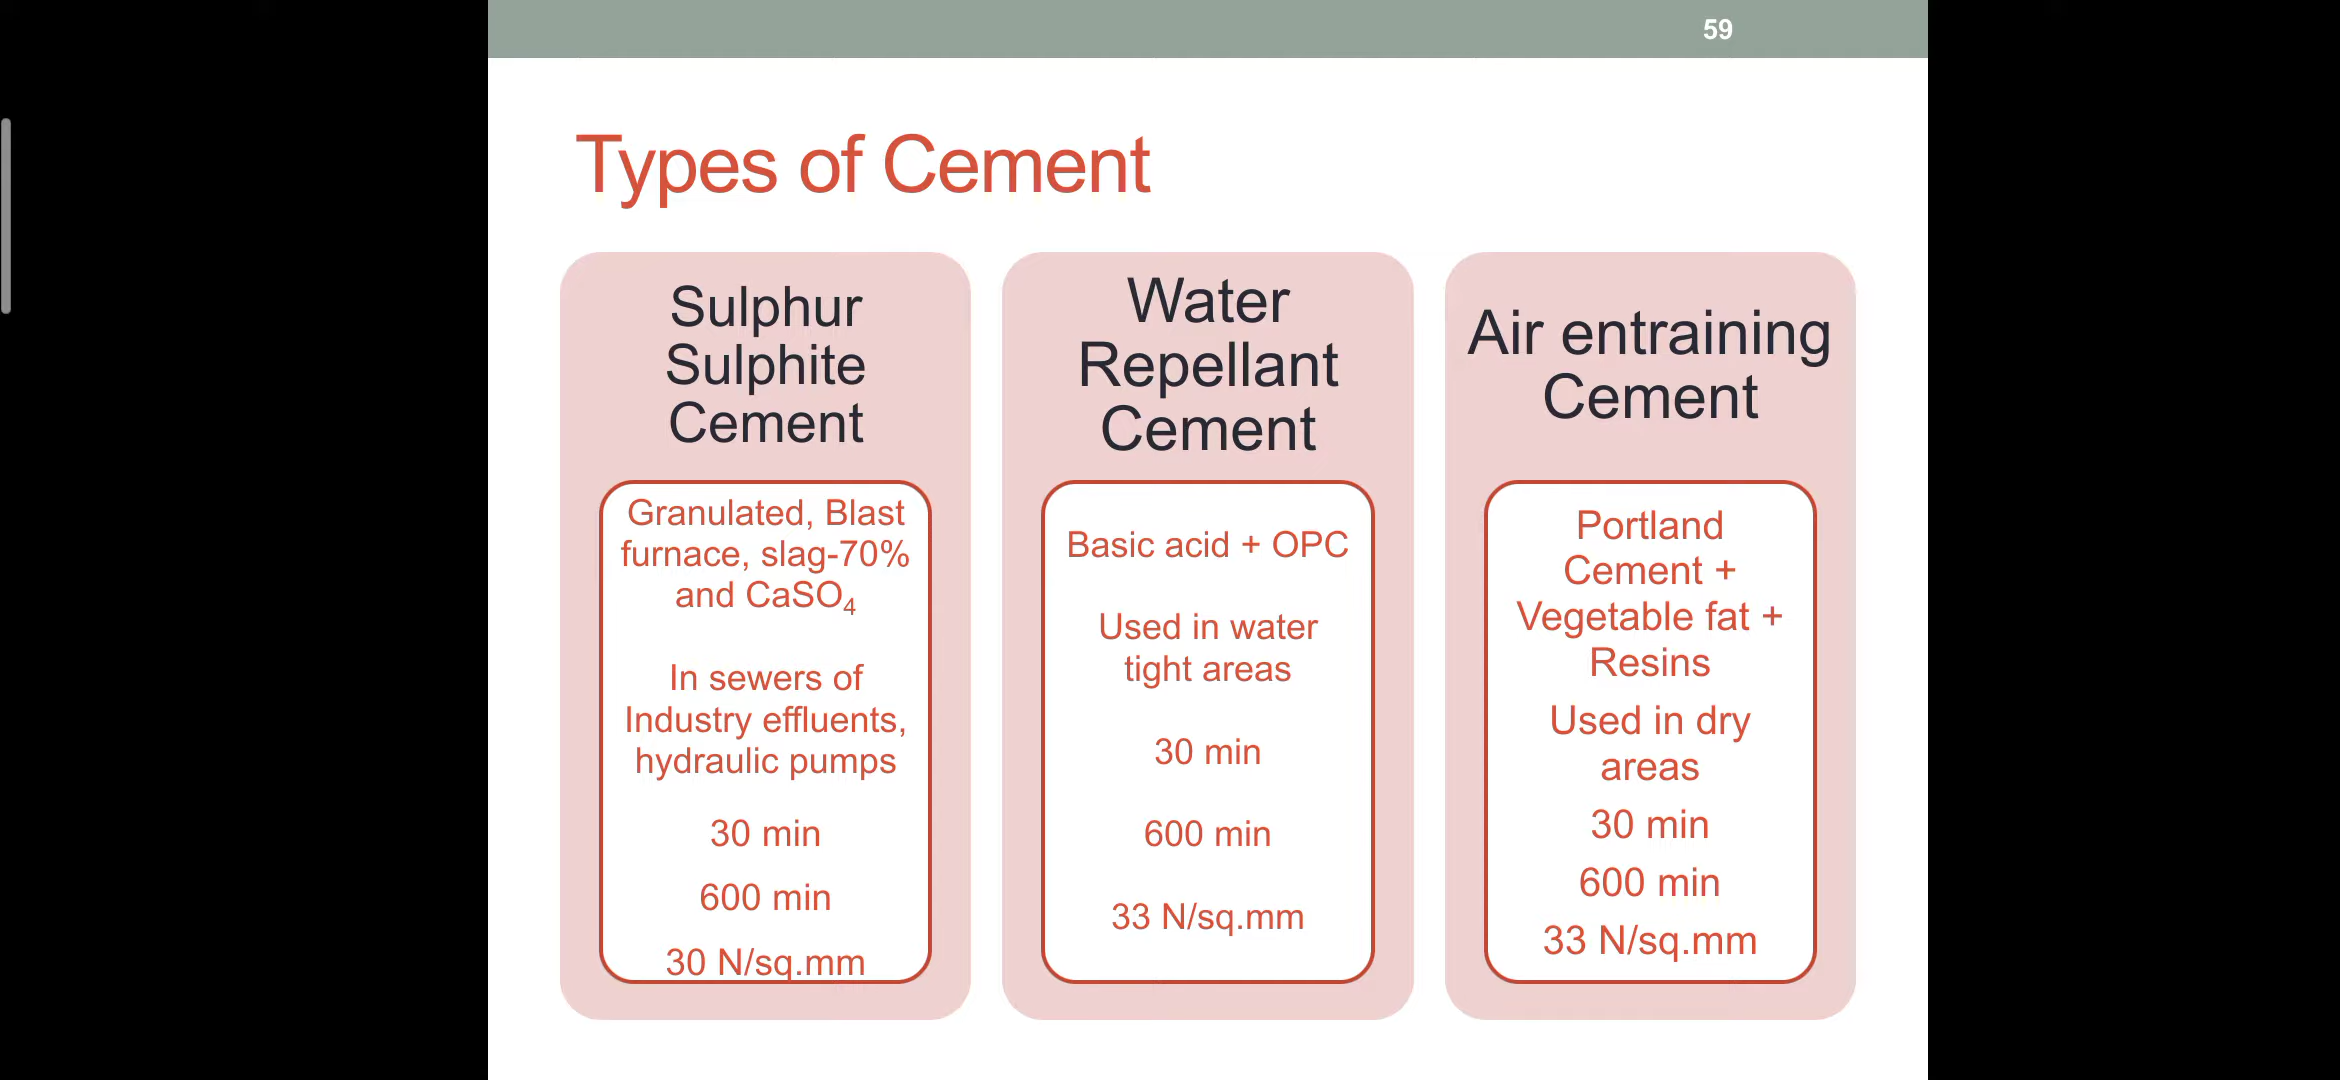 59
Types of Cement
Sulphur
Sulphite
Cement
Granulated, Blast
furnace, slag-70%
and CaSO₄
In sewers of
Industry effluents,
hydraulic pumps
30 min
600 min
30 N/sq.mm
Water
Repellant
Cement
Basic acid + OPC
Used in water
tight areas
30 min
600 min
33 N/sq.mm
Air entraining
Cement
Portland
Cement +
Vegetable fat +
Resins
Used in dry
areas
30 min
600 min
33 N/sq.mm